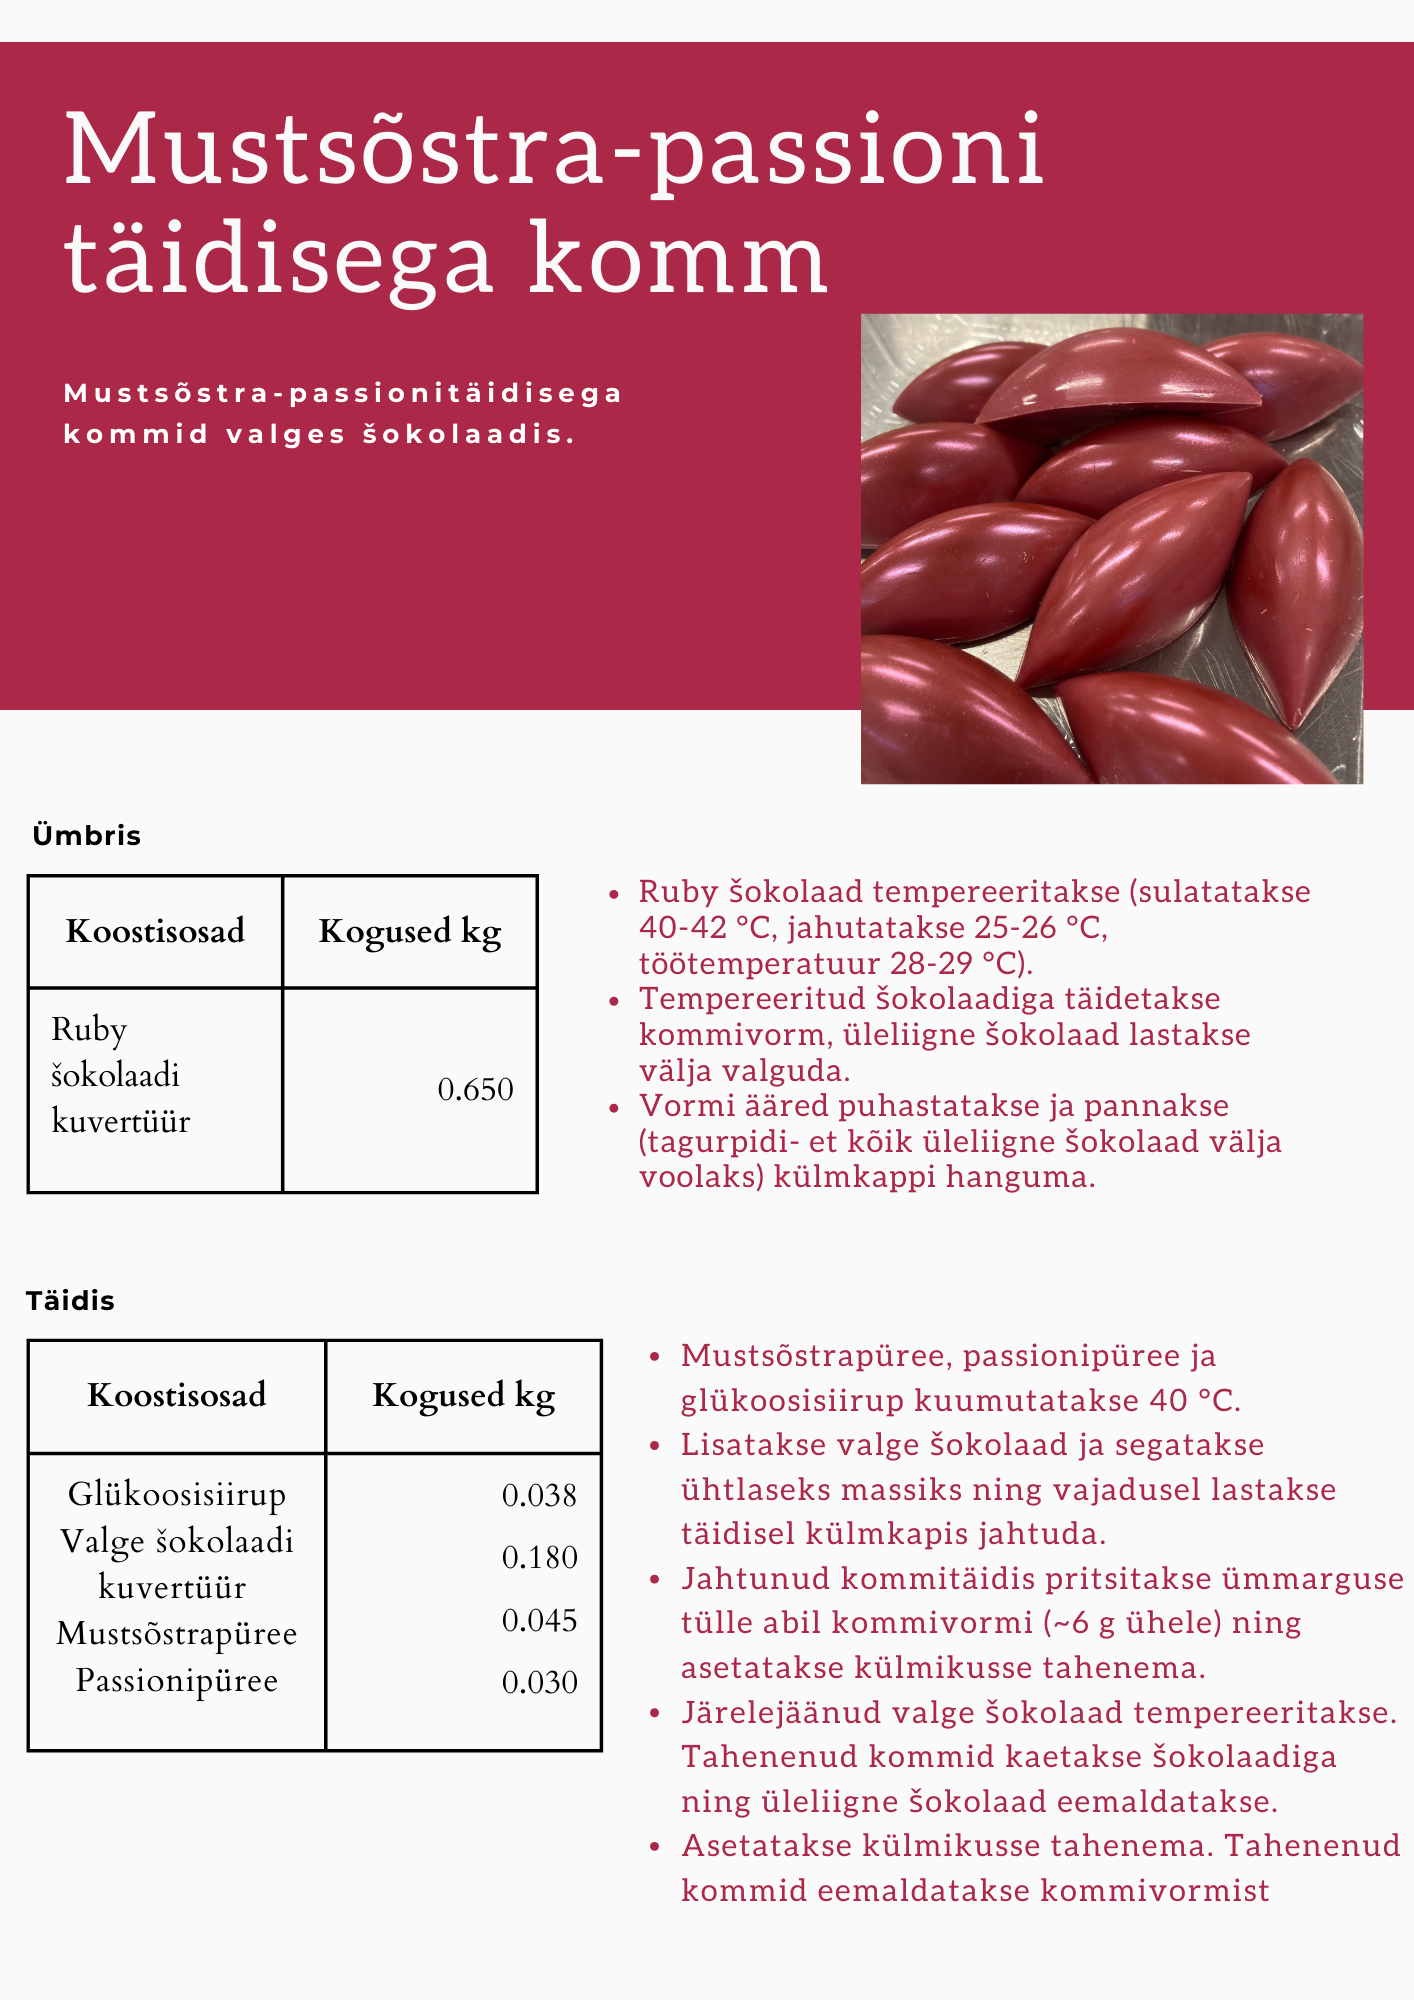 Mustsõstra-passioni
täidisega komm
Mustsõstra-passionitäidisega
kommid valges šokolaadis.
Ümbris
Koostisosad
Kogused kg
Ruby
šokolaadi
kuvertüür
0.650
Ruby šokolaad tempereeritakse (sulatatakse
40-42 °C, jahutatakse 25-26 °C,
töötemperatuur 28-29 °C).
Tempereeritud šokolaadiga täidetakse
kommivorm, üleliigne šokolaad lastakse
välja valguda.
Vormi ääred puhastatakse ja pannakse
(tagurpidi- et kõik üleliigne šokolaad välja
voolaks) külmkappi hanguma.
Täidis
Koostisosad
Kogused kg
Glükoosisiirup
Valge šokolaadi
kuvertüür
Mustsõstrapüree
Passionipüree
0.038
0.180
0.045
0.030
Mustsõstrapüree, passionipüree ja
glükoosisiirup kuumutatakse 40 °C.
Lisatakse valge šokolaad ja segatakse
ühtlaseks massiks ning vajadusel lastakse
täidisel külmkapis jahtuda.
Jahtunud kommitäidis pritsitakse ümmarguse
tülle abil kommivormi (~6 g ühele) ning
asetatakse külmikusse tahenema.
Järelejäänud valge šokolaad tempereeritakse.
Tahenenud kommid kaetakse šokolaadiga
ning üleliigne šokolaad eemaldatakse.
Asetatakse külmikusse tahenema. Tahenenud
kommid eemaldatakse kommivormist